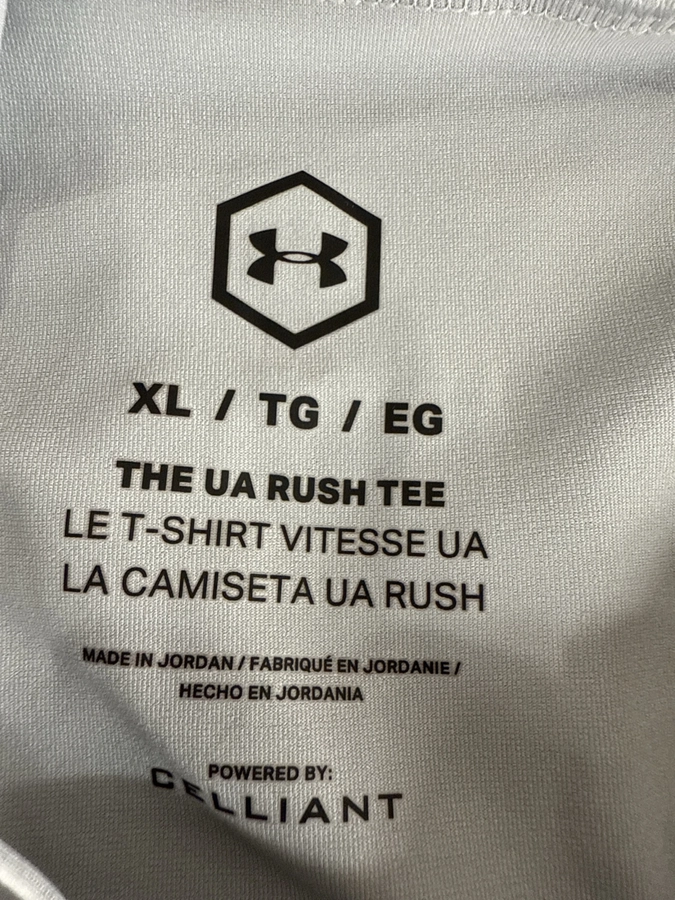 XL / TG / EG
THE UA RUSH TEE
LE T-SHIRT VITESSE UA
LA CAMISETA UA RUSH
MADE IN JORDAN / FABRIQUÉ EN JORDANIE /
HECHO EN JORDANIA
POWERED BY:
CELLIANT